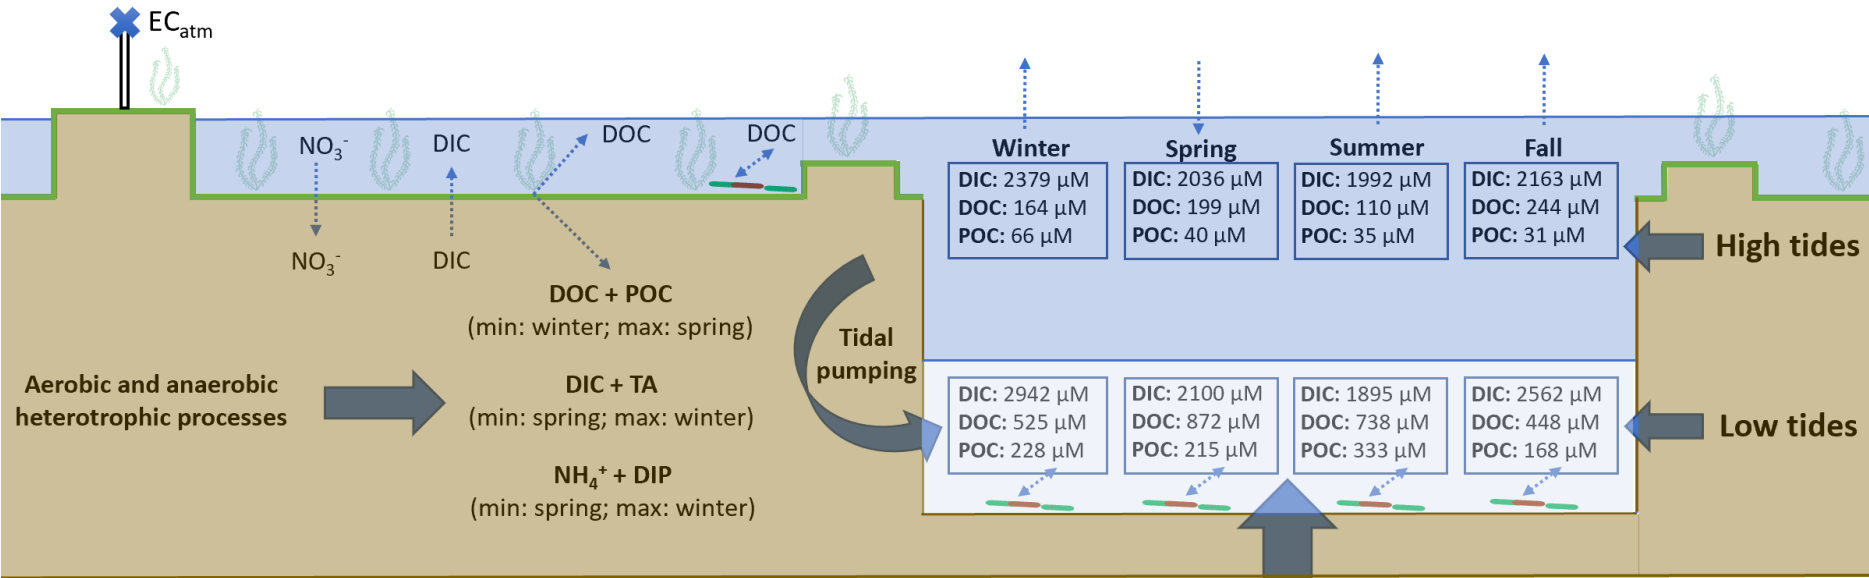 ECatm
NO3-
DIC
DOC
DOC
NO3-
DIC
DOC + POC
(min: winter; max: spring)
Aerobic and anaerobic
heterotrophic processes
DIC + TA
(min: spring; max: winter)
NH4+ + DIP
(min: spring; max: winter)
Tidal
pumping
Winter
DIC: 2379 µM
DOC: 164 µM
POC: 66 µM
Spring
DIC: 2036 µM
DOC: 199 µM
POC: 40 µM
Summer
DIC: 1992 µM
DOC: 110 µM
POC: 35 µM
Fall
DIC: 2163 µM
DOC: 244 µM
POC: 31 µM
High tides
DIC: 2942 µM
DOC: 525 µM
POC: 228 µM
DIC: 2100 µM
DOC: 872 µM
POC: 215 µM
DIC: 1895 µM
DOC: 738 µM
POC: 333 µM
DIC: 2562 µM
DOC: 448 µM
POC: 168 µM
Low tides